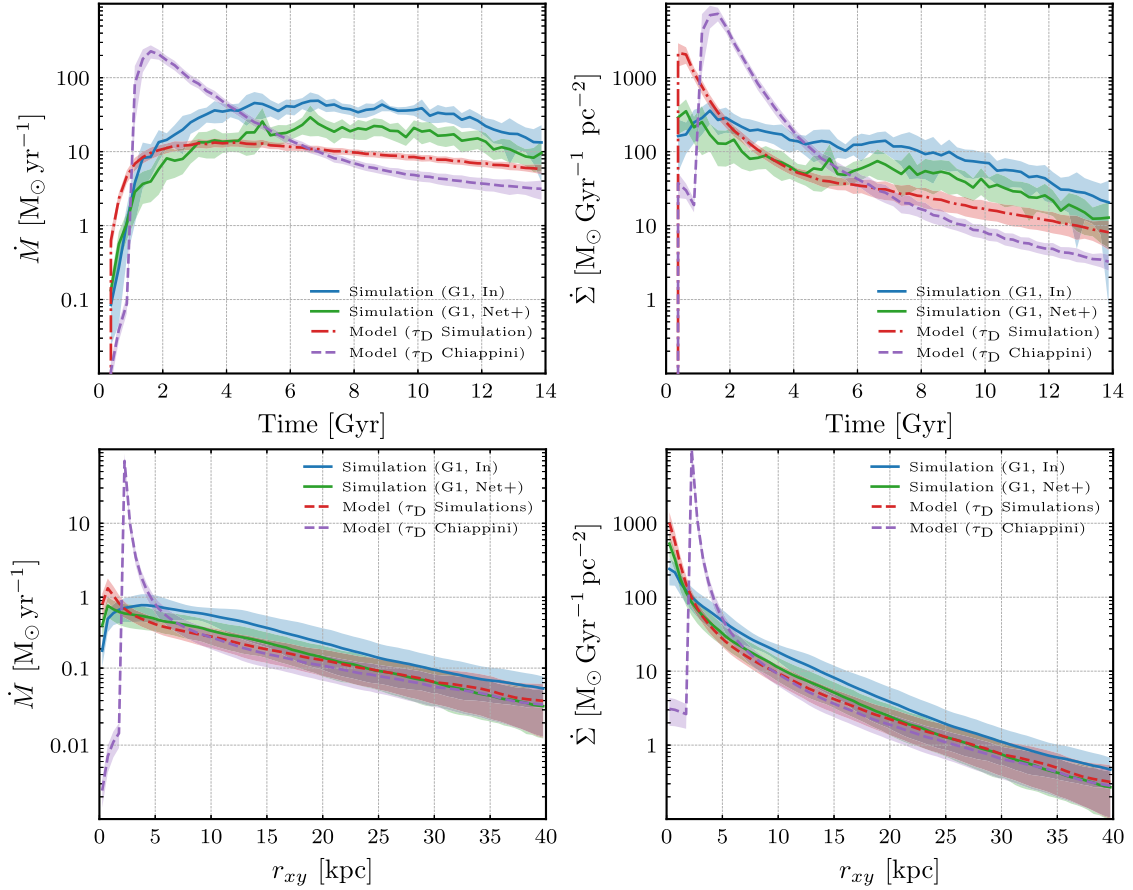 100
10
1
0.1
Ṁ [M⊙ yr−1]
Simulation (G1, In)
Simulation (G1, Net+)
Model (τD Simulation)
Model (τD Chiappini)
0 2 4 6 8 10 12 14
Time [Gyr]
1000
100
10
1
Σ̇ [M⊙ Gyr−1 pc−2]
Simulation (G1, In)
Simulation (G1, Net+)
Model (τD Simulation)
Model (τD Chiappini)
0 2 4 6 8 10 12 14
Time [Gyr]
10
1
0.1
0.01
Ṁ [M⊙ yr−1]
Simulation (G1, In)
Simulation (G1, Net+)
Model (τD Simulations)
Model (τD Chiappini)
0 5 10 15 20 25 30 35 40
rxy [kpc]
1000
100
10
1
Σ̇ [M⊙ Gyr−1 pc−2]
Simulation (G1, In)
Simulation (G1, Net+)
Model (τD Simulations)
Model (τD Chiappini)
0 5 10 15 20 25 30 35 40
rxy [kpc]